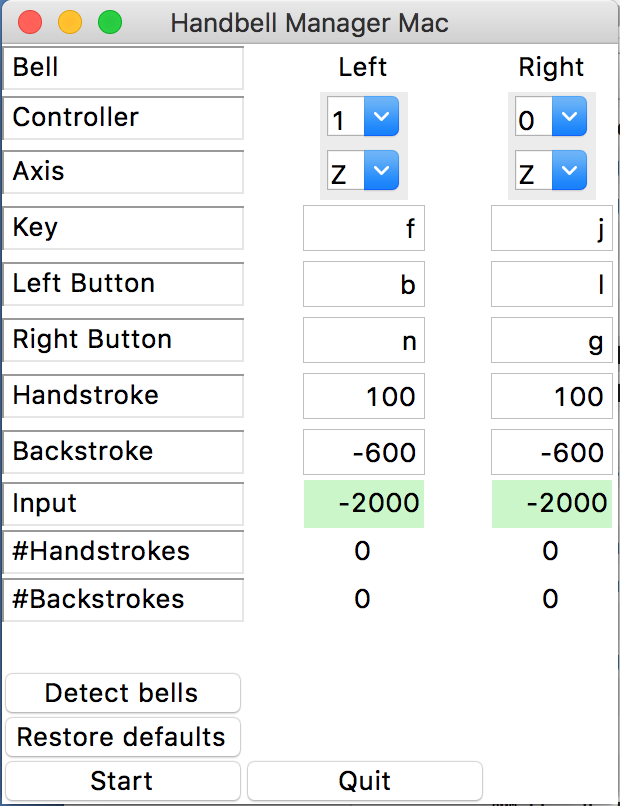 Handbell Manager Mac
Bell Left Right
Controller 1 0
Axis Z Z
Key f j
Left Button b l
Right Button n g
Handstroke 100 100
Backstroke -600 -600
Input -2000 -2000
#Handstrokes 0 0
#Backstrokes 0 0
Detect bells
Restore defaults
Start Quit